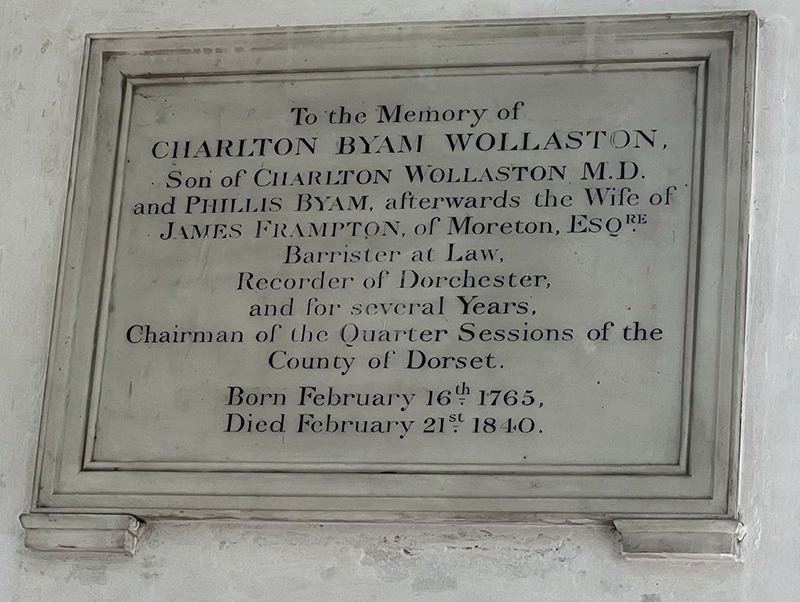 To the Memory of
CHARLTON BYAM WOLLASTON,
Son of CHARLTON WOLLASTON M.D.
and PHILLIS BYAM, afterwards the Wife of
JAMES FRAMPTON, of Moreton, ESQRE
Barrister at Law,
Recorder of Dorchester,
and for several Years,
Chairman of the Quarter Sessions of the
County of Dorset.
Born February 16th 1765,
Died February 21st 1840.